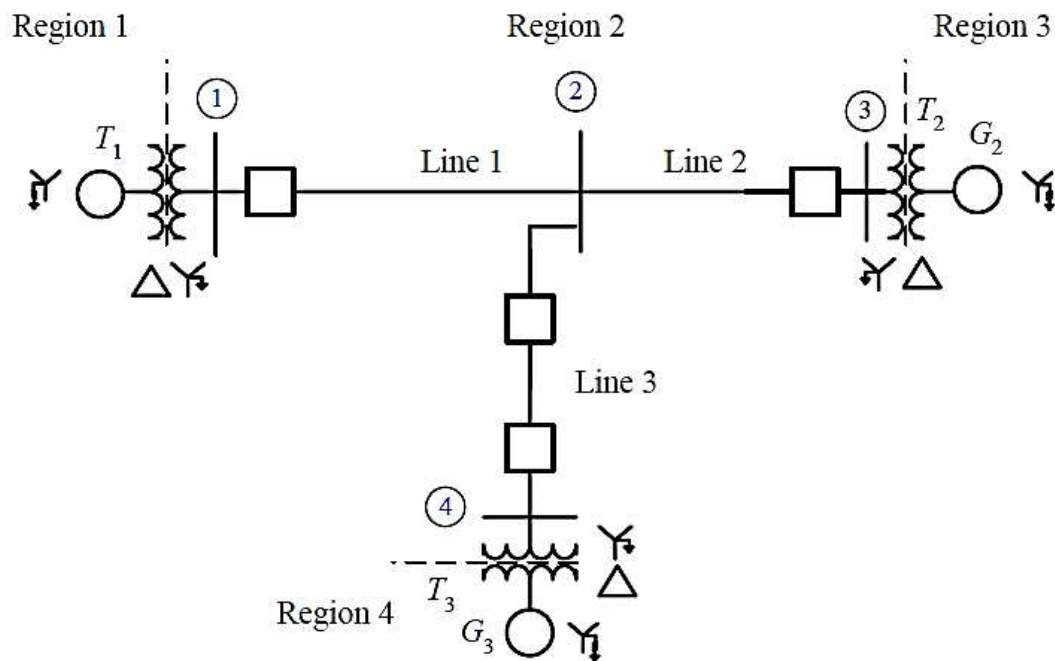 Region 1
Region 2
Region 3
1
2
3
T1
T2
G2
Line 1
Line 2
Line 3
4
T3
Region 4
G3